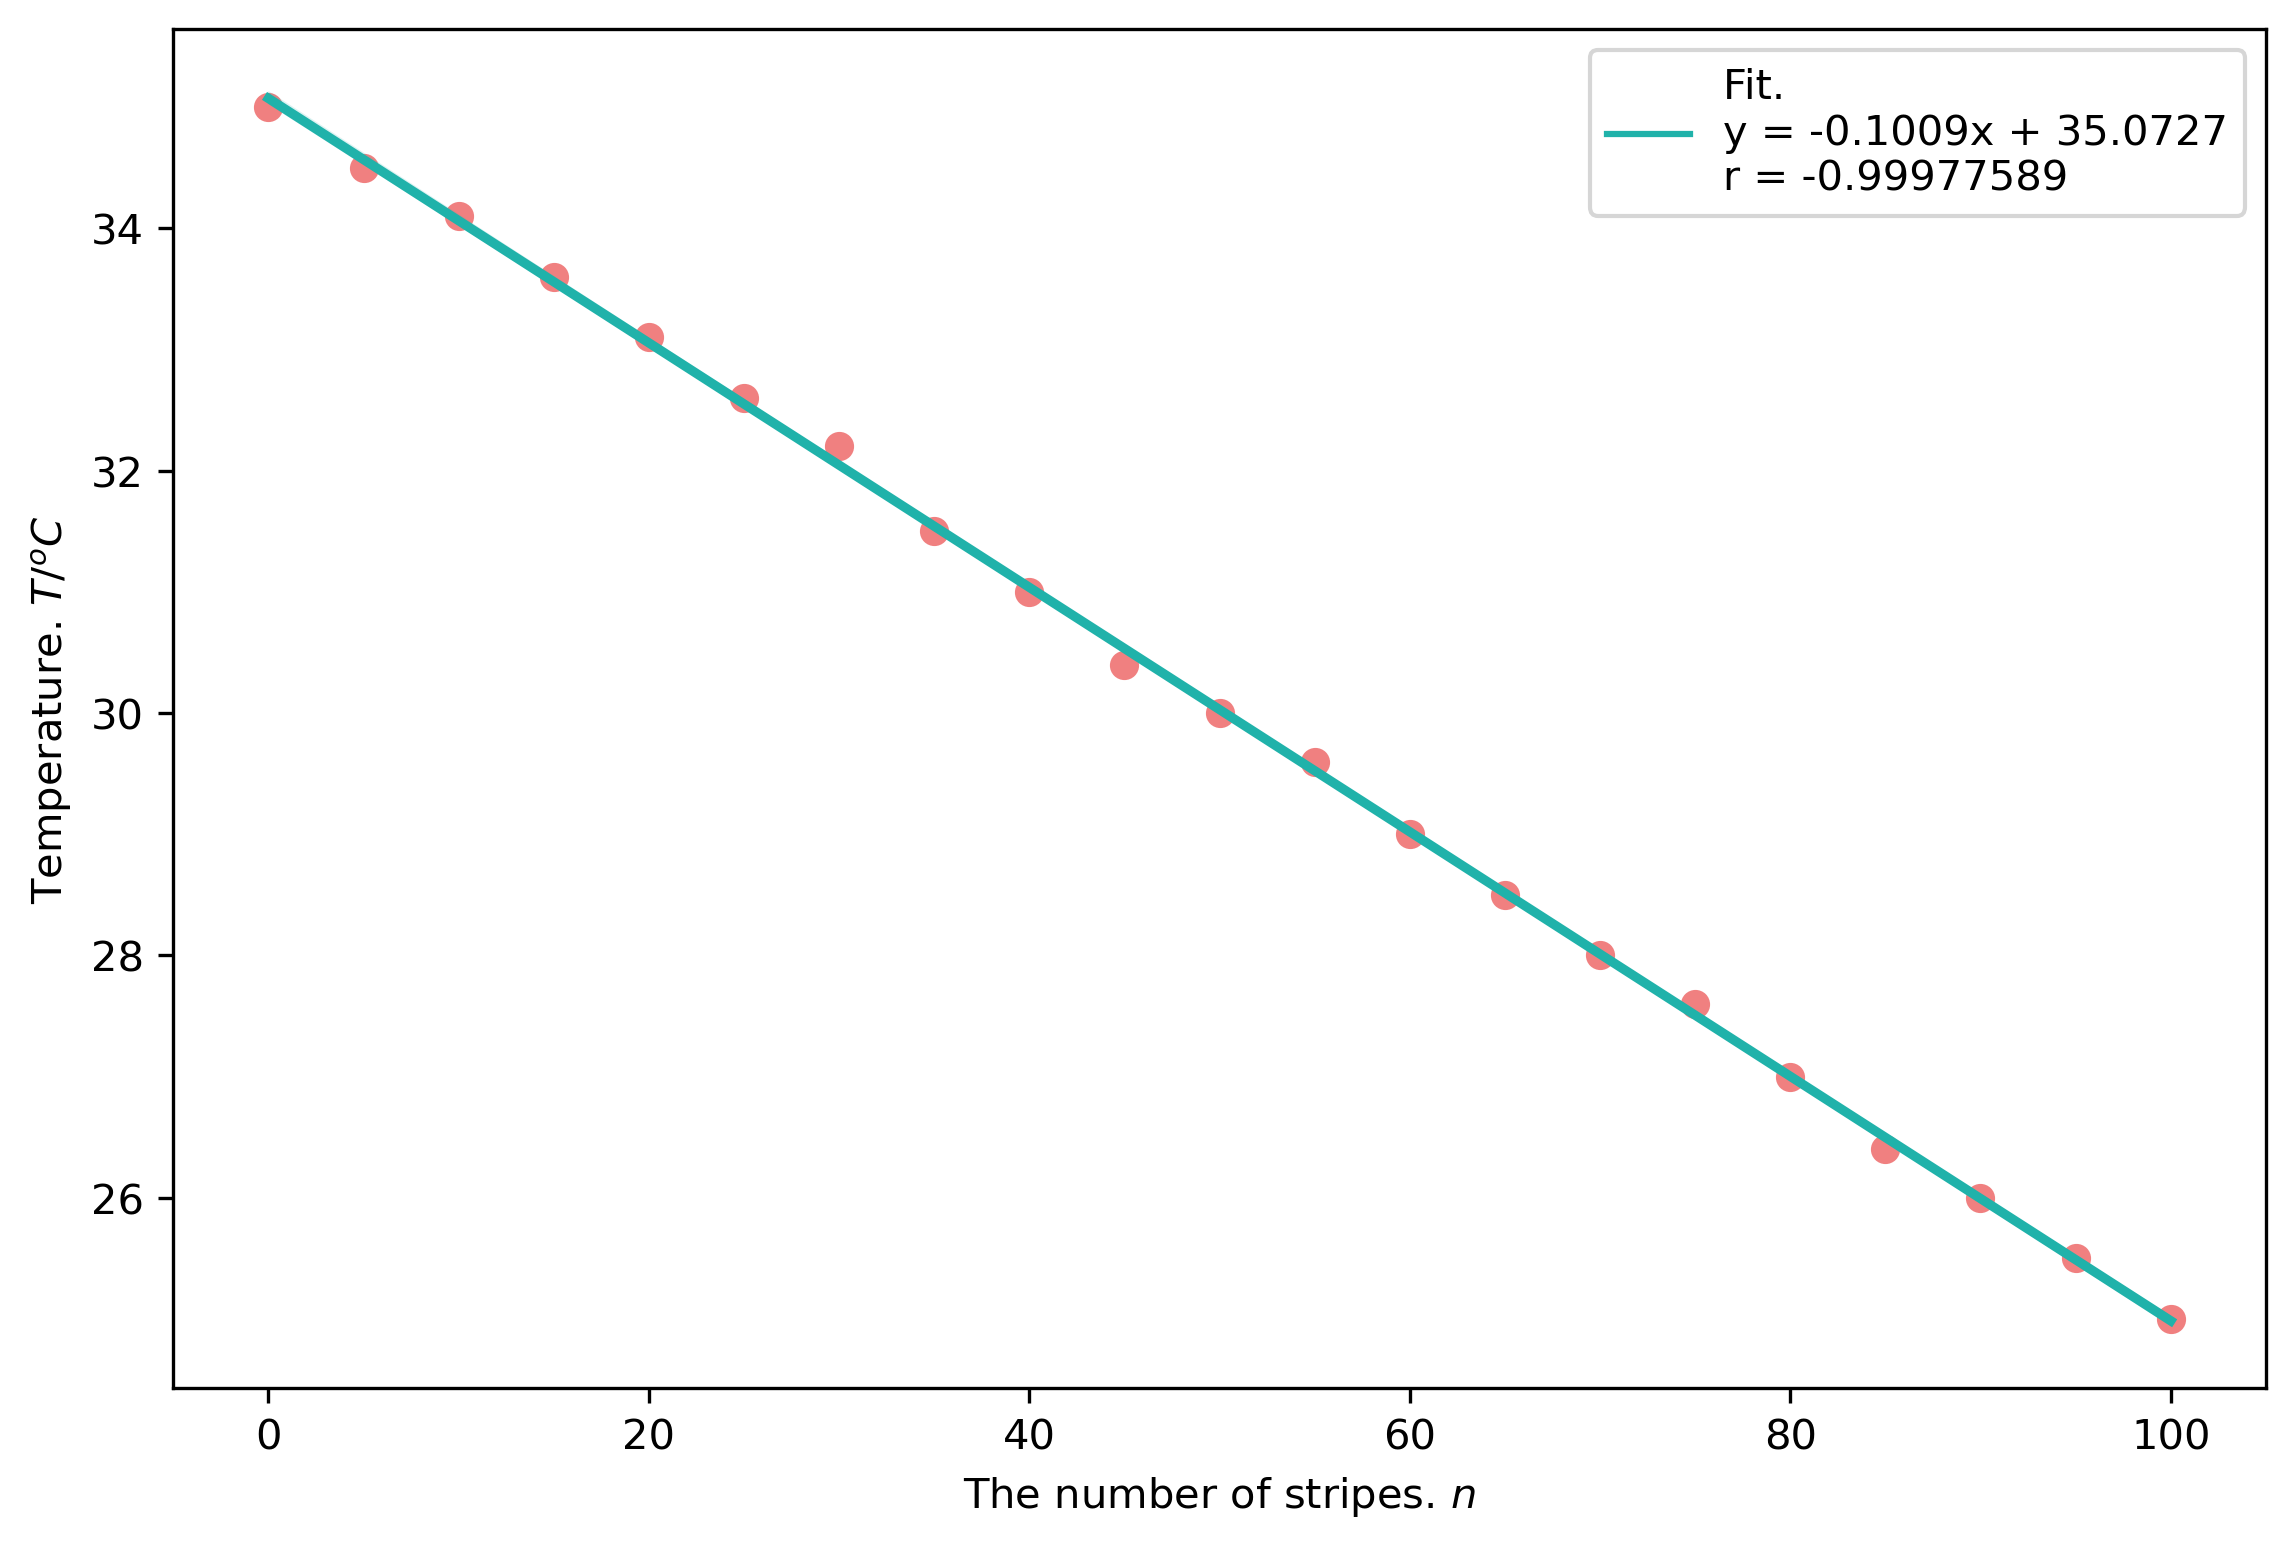 Fit.
y = -0.1009x + 35.0727
r = -0.99977589
34
32
30
28
26
Temperature. T/°C
0 20 40 60 80 100
The number of stripes. n